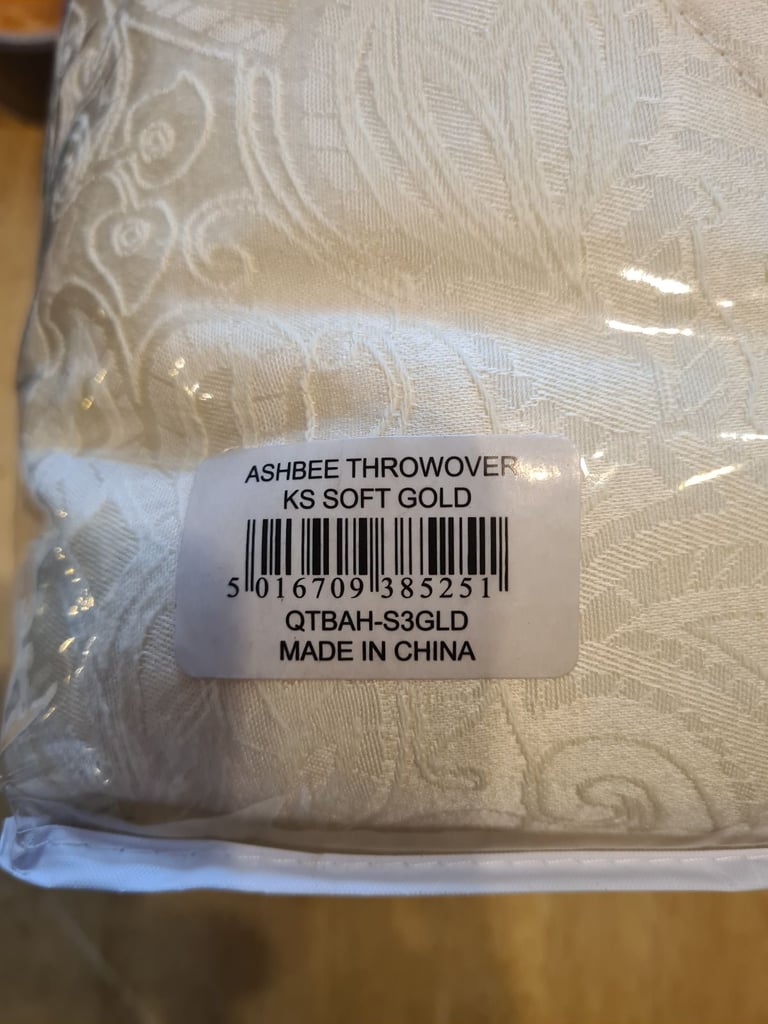 ASHBEE THROWOVER
KS SOFT GOLD
5 016709 385251
QTBAH-S3GLD
MADE IN CHINA